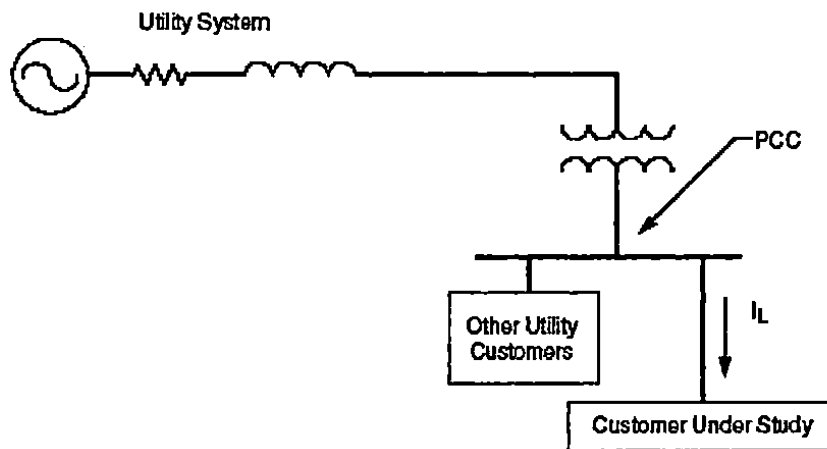 Utility System
PCC
Other Utility
Customers
IL
Customer Under Study